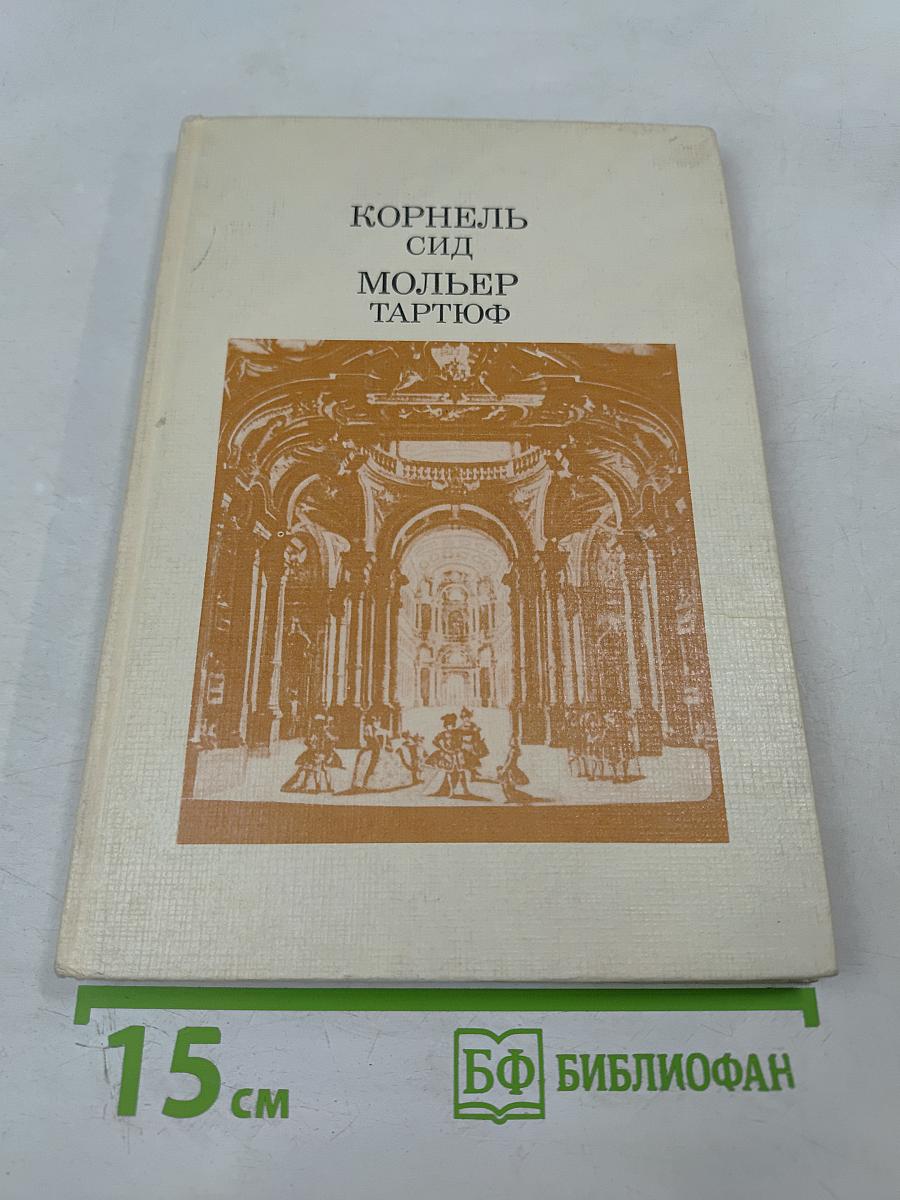 КОРНЕЛЬ
СИД
МОЛЬЕР
ТАРТЮФ
15 см
БФ БИБЛИОФАН